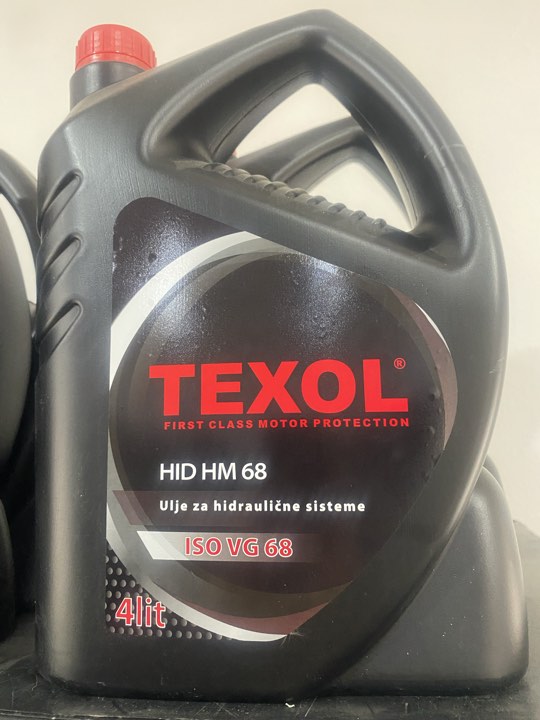 TEXOL®
FIRST CLASS MOTOR PROTECTION
HID HM 68
Ulje za hidraulične sisteme
ISO VG 68
4lit